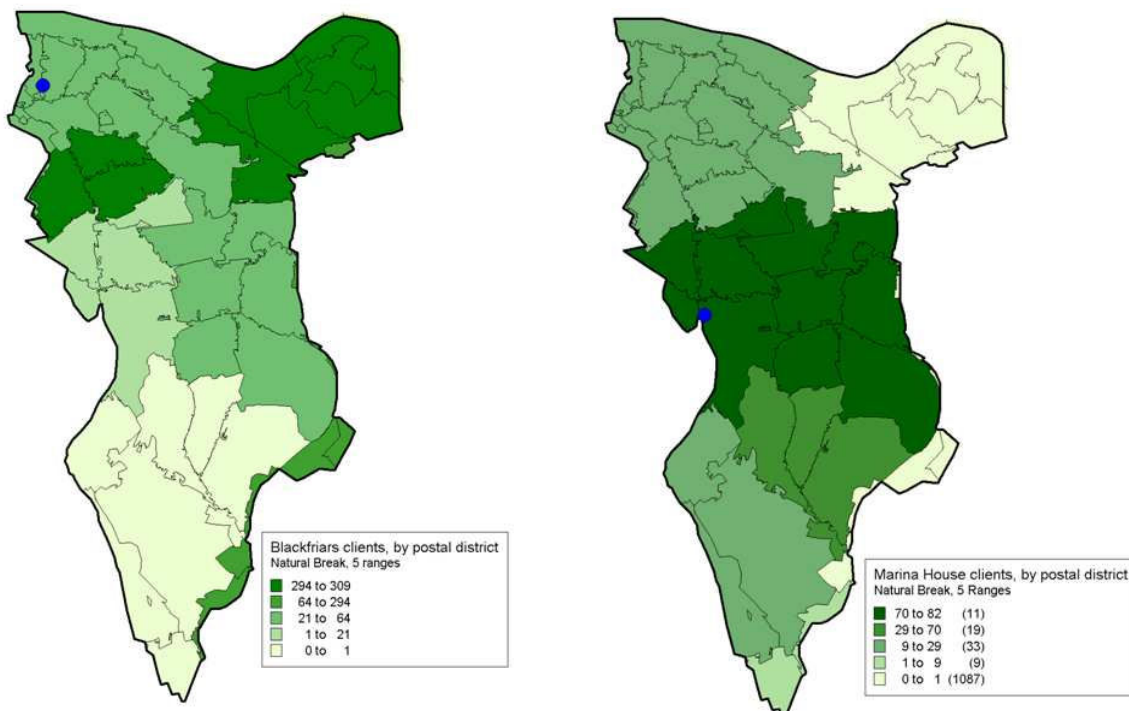 Blackfriars clients, by postal district
Natural Break, 5 ranges
294 to 309
64 to 294
21 to 64
1 to 21
0 to 1
Marina House clients, by postal district
Natural Break, 5 Ranges
70 to 82 (11)
29 to 70 (19)
9 to 29 (33)
1 to 9 (9)
0 to 1 (1087)